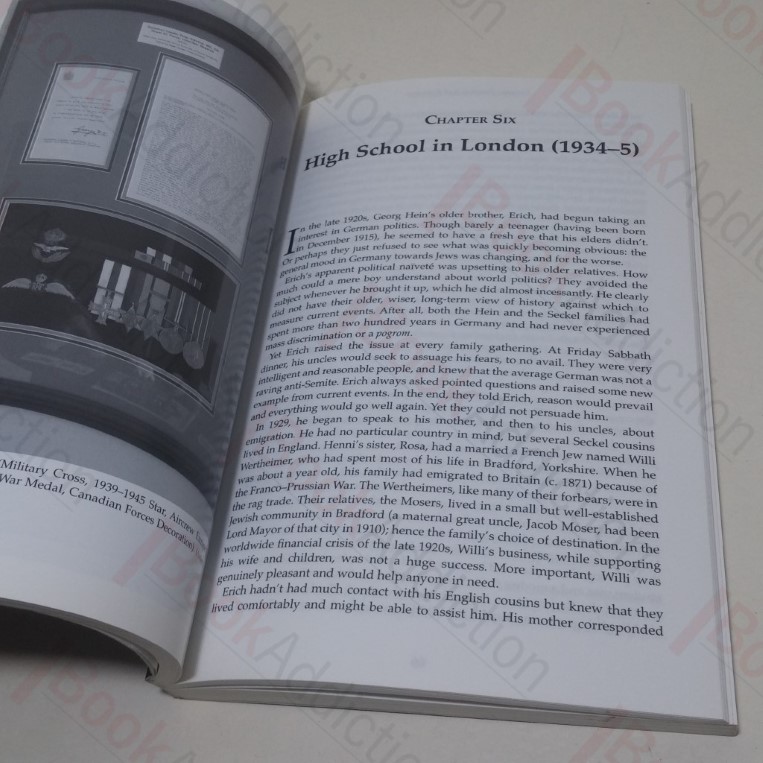 Military Cross, 1939–1945 Star, Aircrew
War Medal, Canadian Forces Decoration)
CHAPTER SIX
High School in London (1934–5)
In the late 1920s, Georg Hein's older brother, Erich, had begun taking an
interest in German politics. Though barely a teenager (having been born
in December 1915), he seemed to have a fresh eye that his elders didn't.
Or perhaps they just refused to see what was quickly becoming obvious: the
general mood in Germany towards Jews was changing, and for the worse.
Erich's apparent political naïveté was upsetting to his older relatives. How
much could a mere boy understand about world politics? They avoided the
subject whenever he brought it up, which he did almost incessantly. He clearly
did not have their older, wiser, long-term view of history against which to
measure current events. After all, both the Hein and the Seckel families had
spent more than two hundred years in Germany and had never experienced
mass discrimination or a pogrom.
Yet Erich raised the issue at every family gathering. At Friday Sabbath
dinner, his uncles would seek to assuage his fears, to no avail. They were very
intelligent and reasonable people, and knew that the average German was not a
raving anti-Semite. Erich always asked pointed questions and raised some new
example from current events. In the end, they told Erich, reason would prevail
and everything would go well again. Yet they could not persuade him.
In 1929, he began to speak to his mother, and then to his uncles, about
emigration. He had no particular country in mind, but several Seckel cousins
lived in England. Henni's sister, Rosa, had a married a French Jew named Willi
Wertheimer, who had spent most of his life in Bradford, Yorkshire. When he
was about a year old, his family had emigrated to Britain (c. 1871) because of
the Franco–Prussian War. The Wertheimers, like many of their forbears, were in
the rag trade. Their relatives, the Mosers, lived in a small but well-established
Jewish community in Bradford (a maternal great uncle, Jacob Moser, had been
Lord Mayor of that city in 1910); hence the family's choice of destination. In the
worldwide financial crisis of the late 1920s, Willi's business, while supporting
his wife and children, was not a huge success. More important, Willi was
genuinely pleasant and would help anyone in need.
Erich hadn't had much contact with his English cousins but knew that they
lived comfortably and might be able to assist him. His mother corresponded
BookAddiction